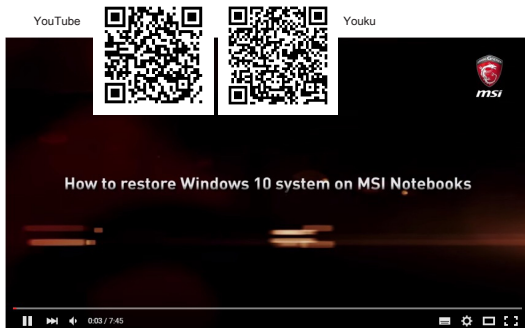 YouTube
Youku
msi
How to restore Windows 10 system on MSI Notebooks
0:03 / 7:45